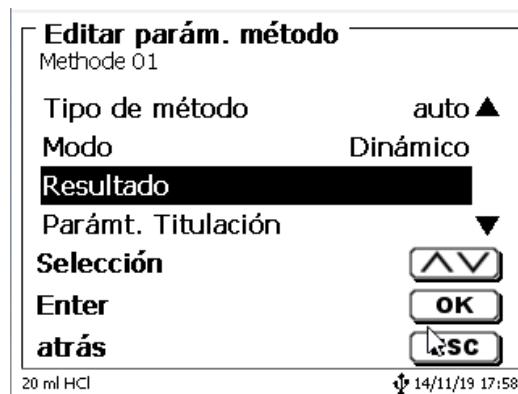 Editar parám. método
Methode 01
Tipo de método auto
Modo Dinámico
Resultado
Parámt. Titulación
Selección
Enter OK
atrás ESC
20 ml HCl 14/11/19 17:58